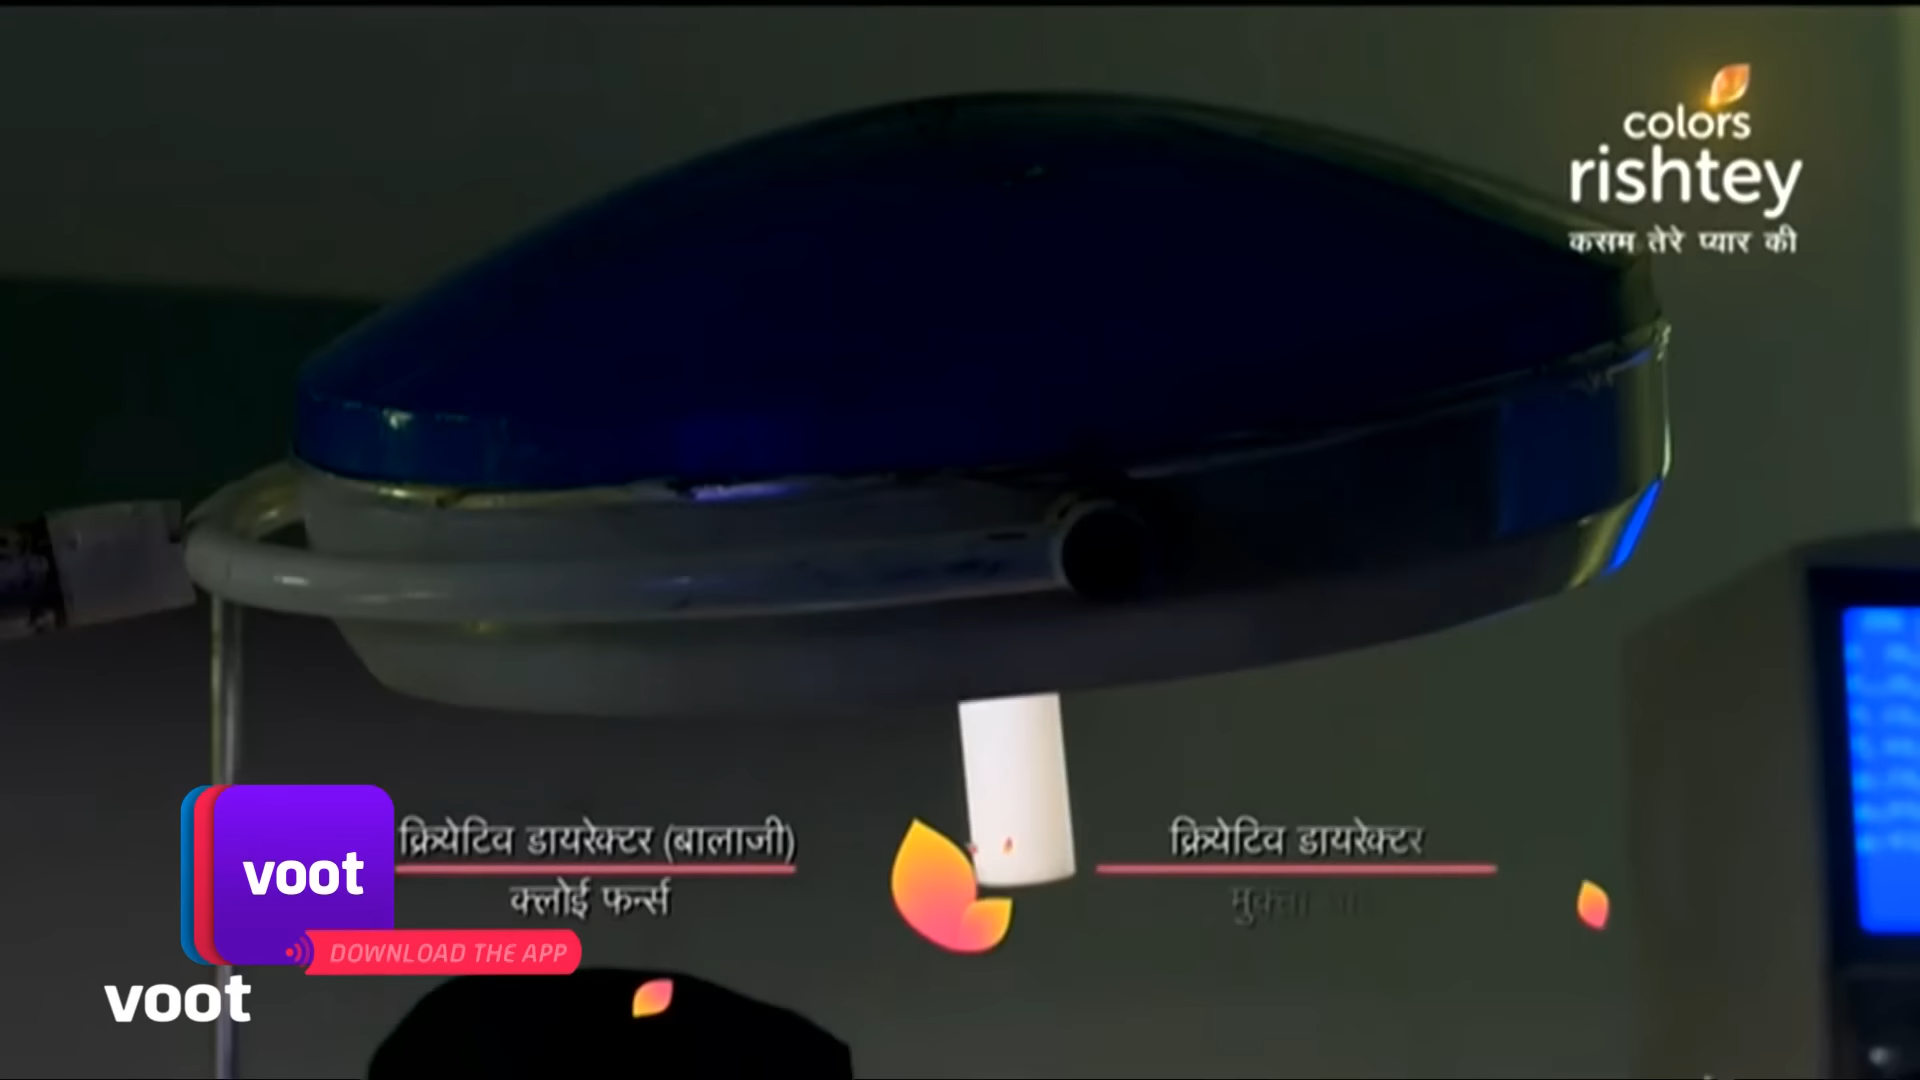 colors
rishtey
कसम तेरे प्यार की
क्रियेटिव डायरेक्टर (बालाजी)
क्लोई फर्न्स
क्रियेटिव डायरेक्टर
voot
DOWNLOAD THE APP
voot